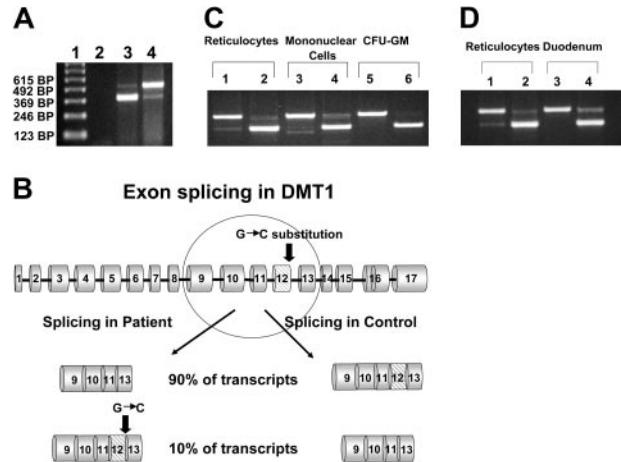 A
1 2 3 4
615 BP
492 BP
369 BP
246 BP
123 BP
C
Reticulocytes Mononuclear Cells CFU-GM
1 2 3 4 5 6
D
Reticulocytes Duodenum
1 2 3 4
B
Exon splicing in DMT1
G→C substitution
1 2 3 4 5 6 7 8 9 10 11 12 13 14 15 16 17
Splicing in Patient Splicing in Control
9 10 11 13 90% of transcripts 9 10 11 12 13
G→C
9 10 11 12 13 10% of transcripts 9 10 11 13